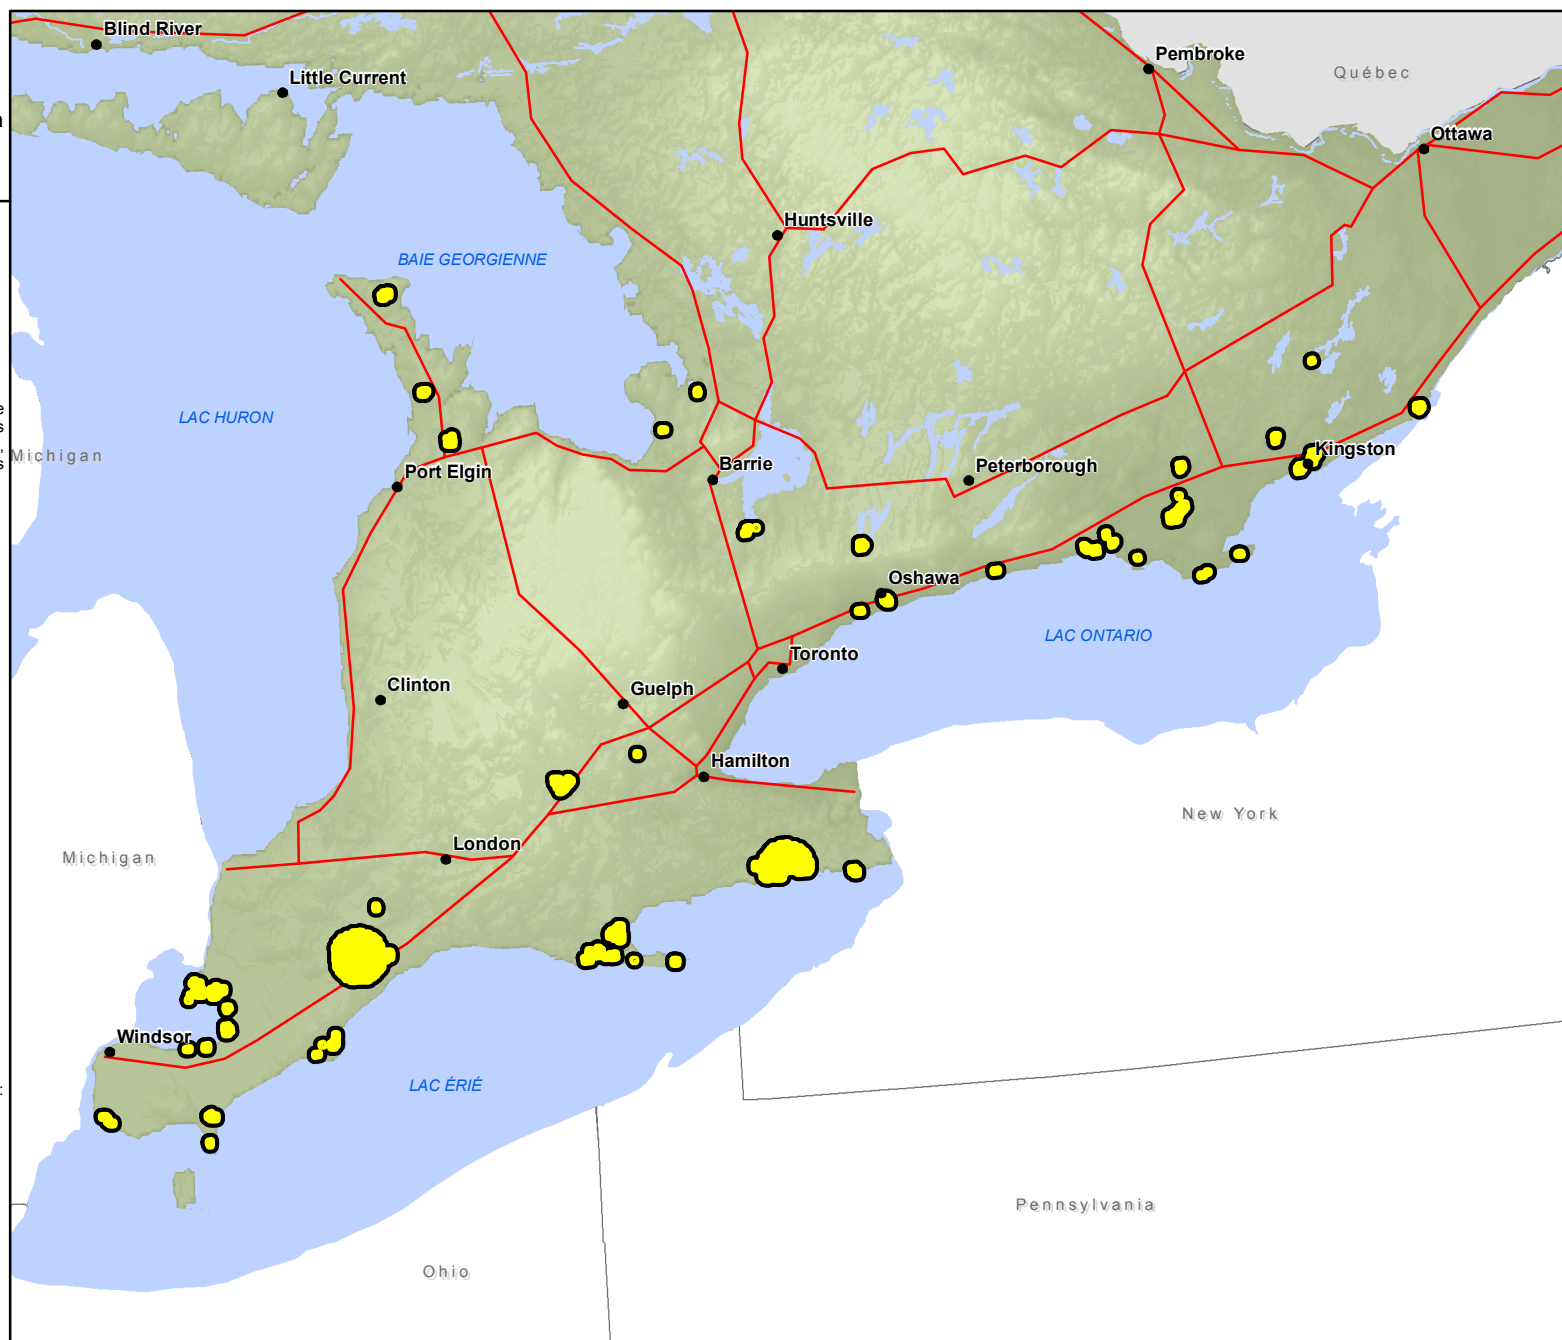 Blind River
Pembroke
Québec
Little Current
Ottawa
Huntsville
BAIE GEORGIENNE
LAC HURON
Michigan
Kingston
Barrie
Peterborough
Port Elgin
Oshawa
LAC ONTARIO
Toronto
Clinton
Guelph
Hamilton
New York
London
Michigan
Windsor
LAC ÉRIÉ
Pennsylvania
Ohio